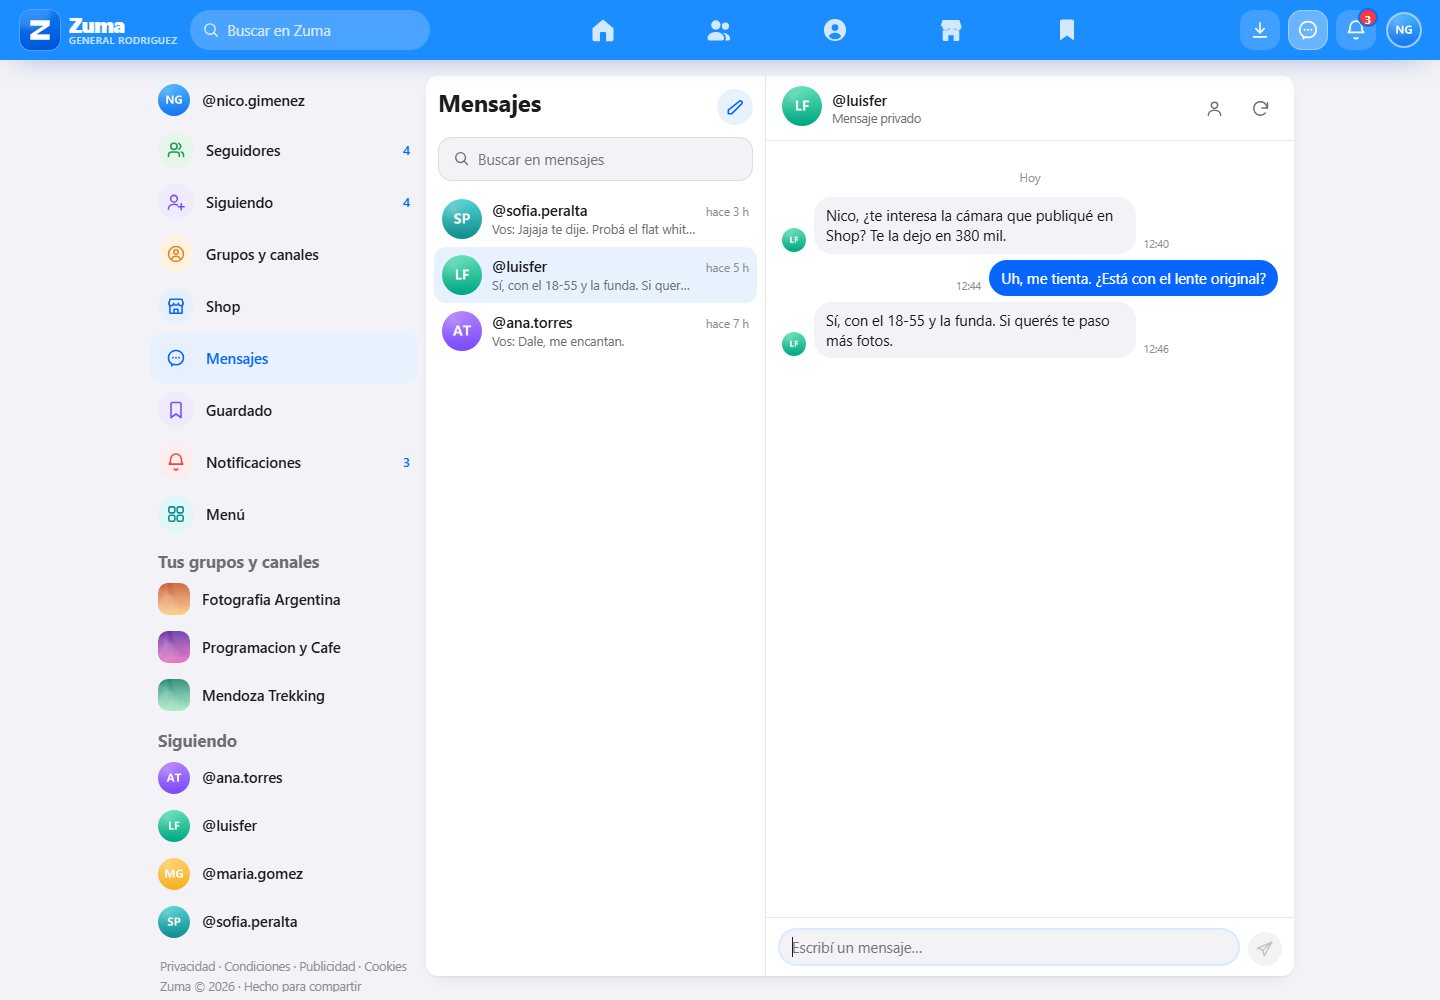 Zuma
GENERAL RODRIGUEZ
Buscar en Zuma
3
NG
NG
@nico.gimenez
Seguidores
4
Siguiendo
4
Grupos y canales
Shop
Mensajes
Guardado
Notificaciones
3
Menú
Tus grupos y canales
Fotografia Argentina
Programacion y Cafe
Mendoza Trekking
Siguiendo
AT
@ana.torres
LF
@luisfer
MG
@maria.gomez
SP
@sofia.peralta
Privacidad · Condiciones · Publicidad · Cookies
Zuma © 2026 · Hecho para compartir
Mensajes
Buscar en mensajes
SP
@sofia.peralta
hace 3 h
Vos: Jajaja te dije. Probá el flat whit...
LF
@luisfer
hace 5 h
Sí, con el 18-55 y la funda. Si quer...
AT
@ana.torres
hace 7 h
Vos: Dale, me encantan.
LF
@luisfer
Mensaje privado
Hoy
Nico, ¿te interesa la cámara que publiqué en
Shop? Te la dejo en 380 mil.
LF
12:40
12:44
Uh, me tienta. ¿Está con el lente original?
Sí, con el 18-55 y la funda. Si querés te paso
más fotos.
LF
12:46
Escribí un mensaje...